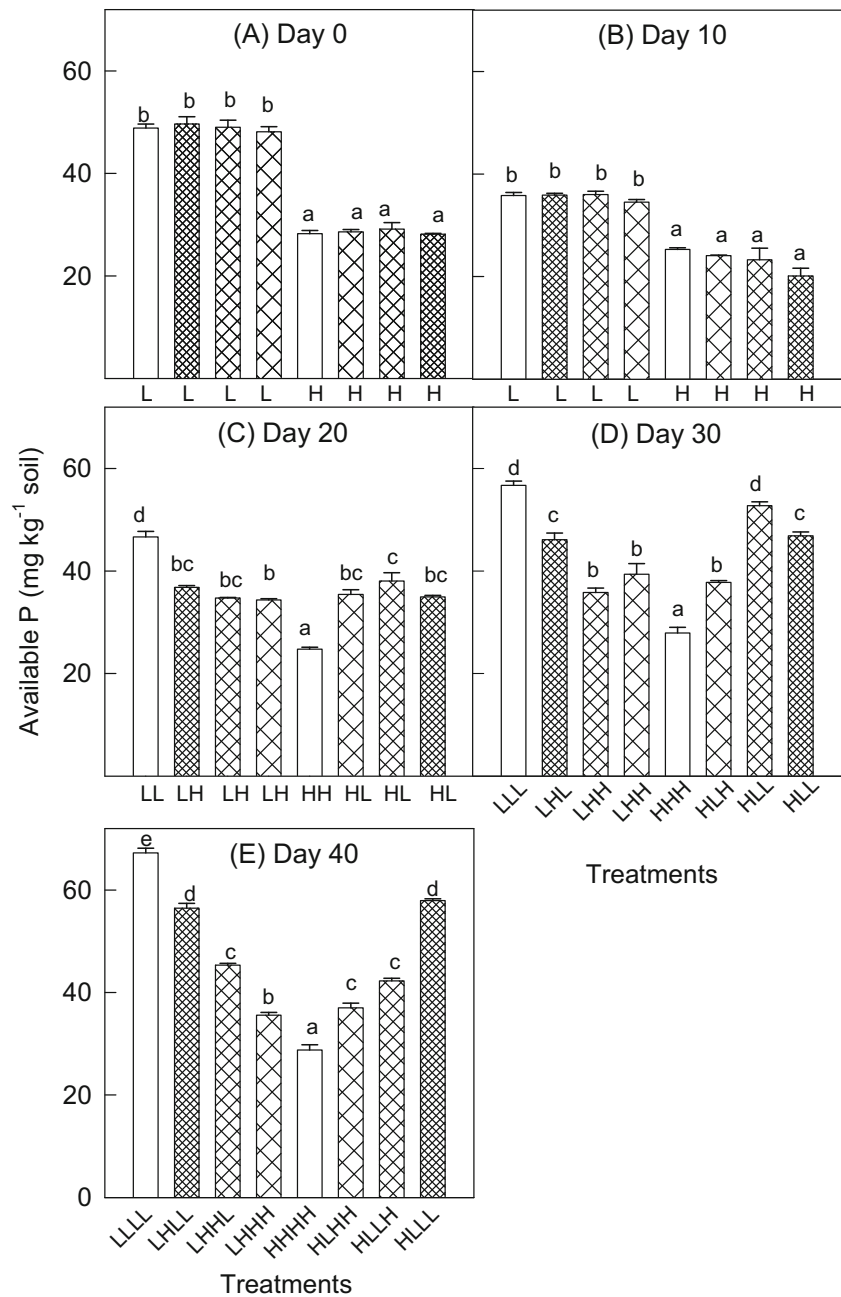 (A) Day 0
(B) Day 10
60
40
20
b b b b a a a a
b b b b a a a a
L L L L H H H H
L L L L H H H H
(C) Day 20
(D) Day 30
60
40
20
d bc bc b a bc c bc
d c b b a b d c
LL LH LH LH HH HL HL HL
LLL LHL LHH LHH HHH HLH HLL HLL
Available P (mg kg⁻¹ soil)
(E) Day 40
60
40
20
0
e d c b a c c d
LLLL LHLL LHHL LHHH HHHH HLHH HLLH HLLL
Treatments
Treatments